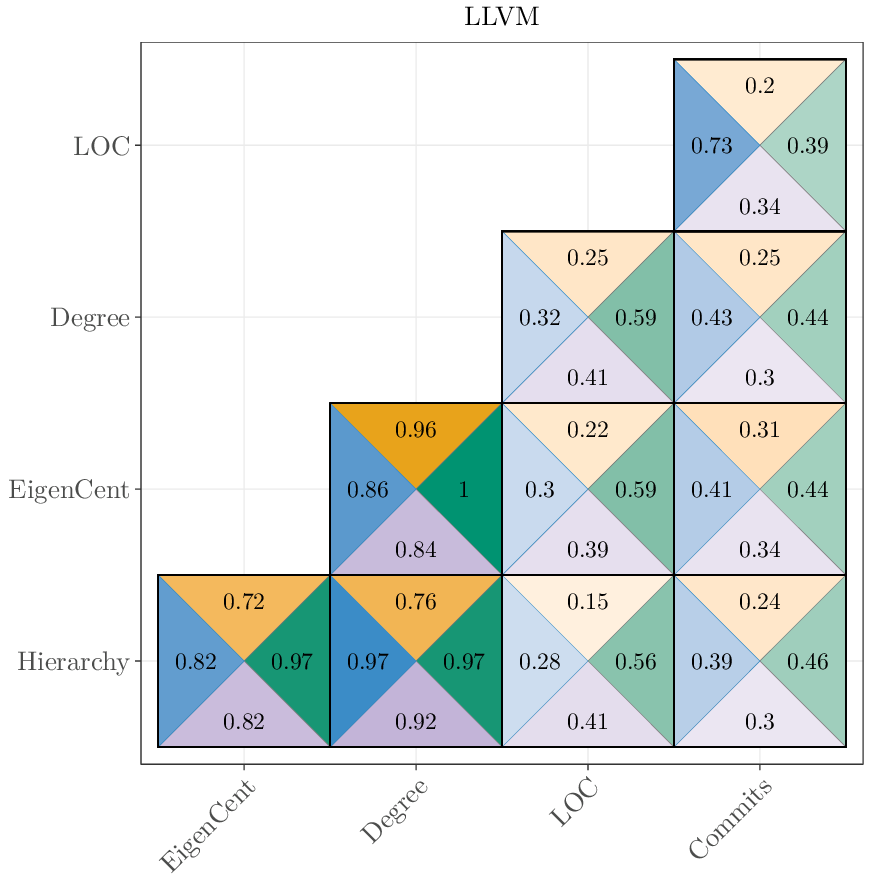 LLVM
0.2
LOC 0.73 0.39
0.34
0.25 0.25
Degree 0.32 0.59 0.43 0.44
0.41 0.3
0.96 0.22 0.31
EigenCent 0.86 1 0.3 0.59 0.41 0.44
0.84 0.39 0.34
0.72 0.76 0.15 0.24
Hierarchy 0.82 0.97 0.97 0.97 0.28 0.56 0.39 0.46
0.82 0.92 0.41 0.3
EigenCent Degree LOC Commits